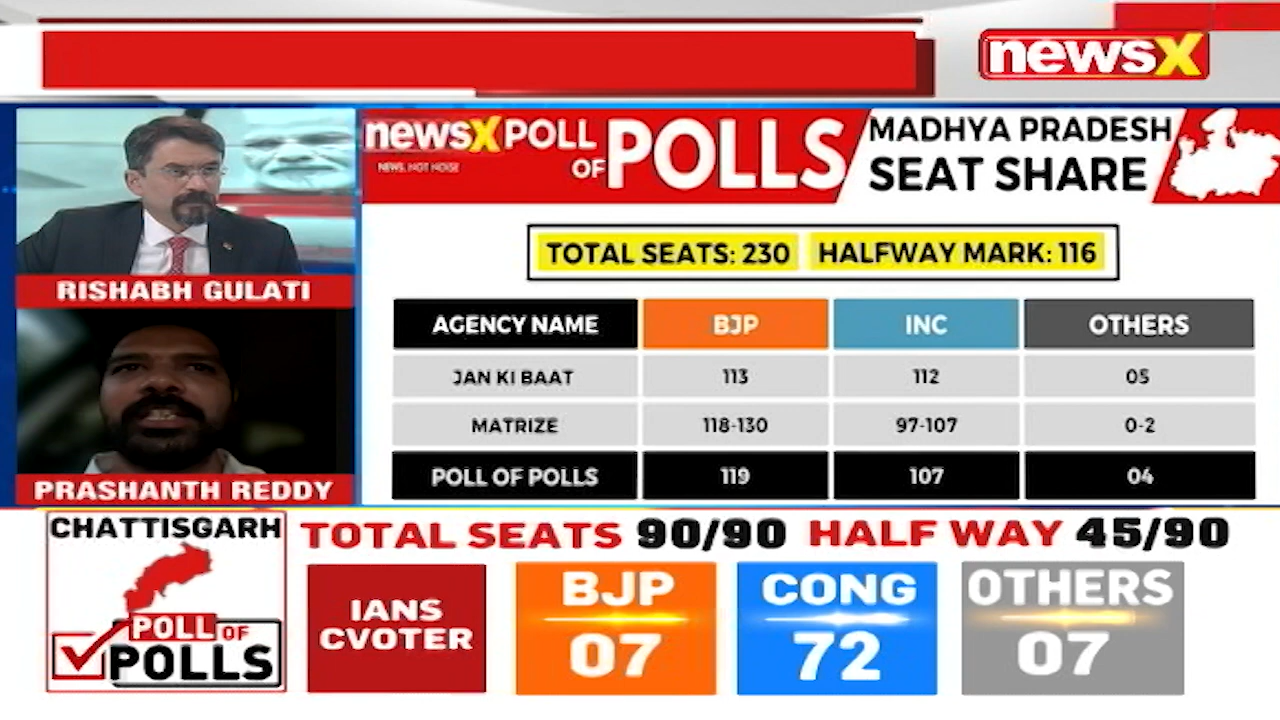 newsX
newsX POLL OF POLLS
NEWS, NOT NOISE
MADHYA PRADESH
SEAT SHARE
TOTAL SEATS: 230 HALFWAY MARK: 116
AGENCY NAME BJP INC OTHERS
JAN KI BAAT 113 112 05
MATRIZE 118-130 97-107 0-2
POLL OF POLLS 119 107 04
RISHABH GULATI
PRASHANTH REDDY
CHATTISGARH
POLL OF
POLLS
TOTAL SEATS 90/90 HALF WAY 45/90
IANS
CVOTER
BJP
07
CONG
72
OTHERS
07